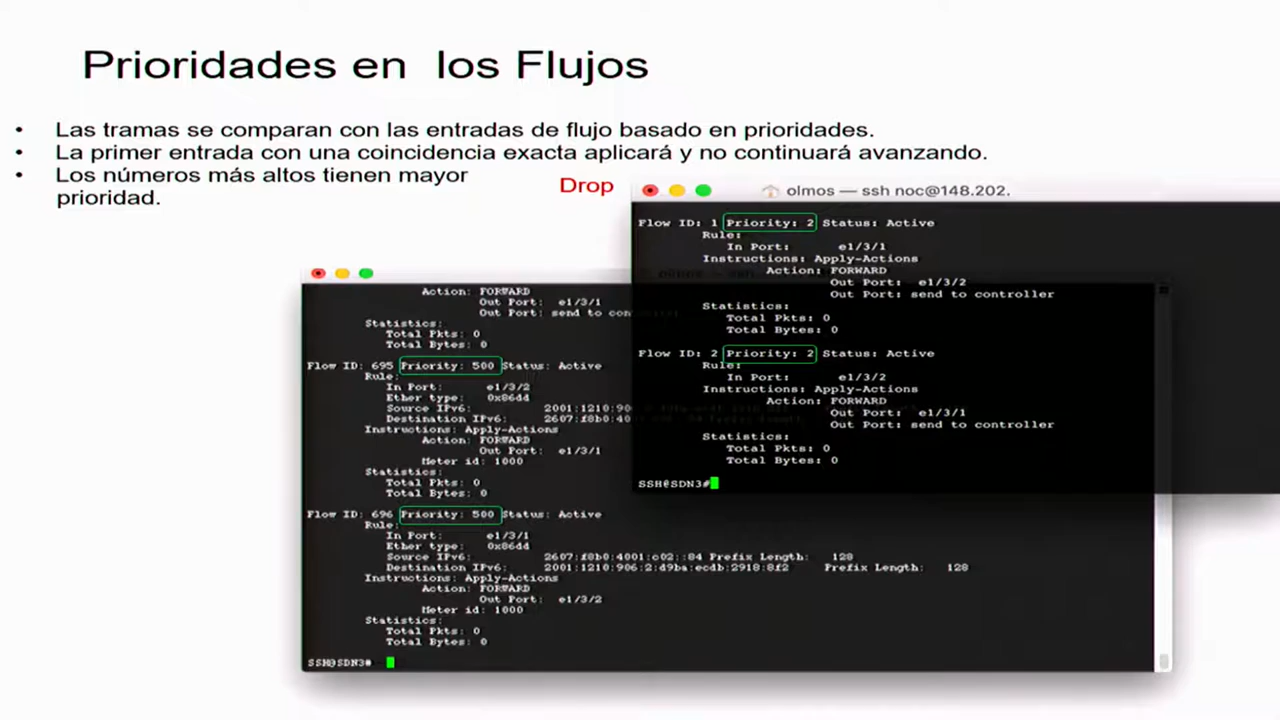 Prioridades en los Flujos
• Las tramas se comparan con las entradas de flujo basado en prioridades.
• La primer entrada con una coincidencia exacta aplicará y no continuará avanzando.
• Los números más altos tienen mayor
prioridad.
Drop
olmos — ssh noc@148.202.
Flow ID: 1 Priority: 2 Status: Active
Rule:
In Port: e1/3/1
Instructions: Apply-Actions
Action: FORWARD
Out Port: e1/3/2
Out Port: send to controller
Statistics:
Total Pkts: 0
Total Bytes: 0
Flow ID: 2 Priority: 2 Status: Active
Rule:
In Port: e1/3/2
Instructions: Apply-Actions
Action: FORWARD
Out Port: e1/3/1
Out Port: send to controller
Statistics:
Total Pkts: 0
Total Bytes: 0
SSH@SDN3#
Action: FORWARD
Out Port: e1/3/1
Out Port: send to
Statistics:
Total Pkts: 0
Total Bytes: 0
Flow ID: 695 Priority: 500 Status: Active
Rule:
In Port: e1/3/2
Ether type: 0x86dd
Source IPv6: 2001:1210:90
Destination IPv6: 2607:f8b0:40
Instructions: Apply-Actions
Action: FORWARD
Out Port: e1/3/1
Meter id: 1000
Statistics:
Total Pkts: 0
Total Bytes: 0
Flow ID: 696 Priority: 500 Status: Active
Rule:
In Port: e1/3/1
Ether type: 0x86dd
Source IPv6: 2607:f8b0:4001:c02::84 Prefix Length: 128
Destination IPv6: 2001:1210:906:2:d9ba:ecdb:2918:8f2 Prefix Length: 128
Instructions: Apply-Actions
Action: FORWARD
Out Port: e1/3/2
Meter id: 1000
Statistics:
Total Pkts: 0
Total Bytes: 0
SSH@SDN3#